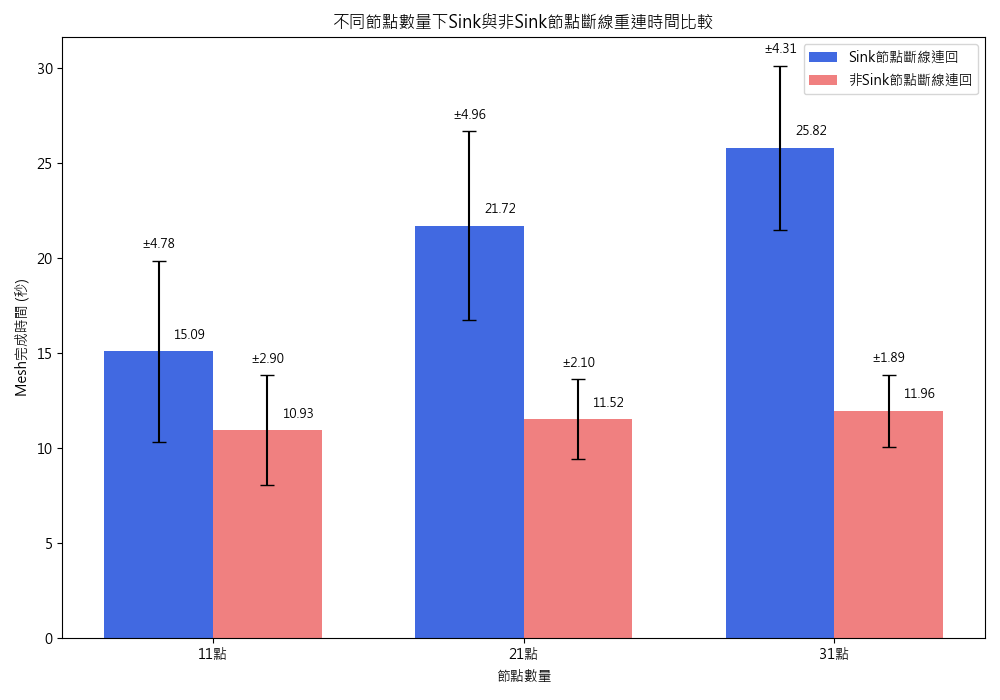 不同節點數量下Sink與非Sink節點斷線重連時間比較
Sink節點斷線連回
非Sink節點斷線連回
Mesh完成時間 (秒)
30
25
20
15
10
5
0
±4.78
15.09
±2.90
10.93
±4.96
21.72
±2.10
11.52
±4.31
25.82
±1.89
11.96
11點
21點
31點
節點數量